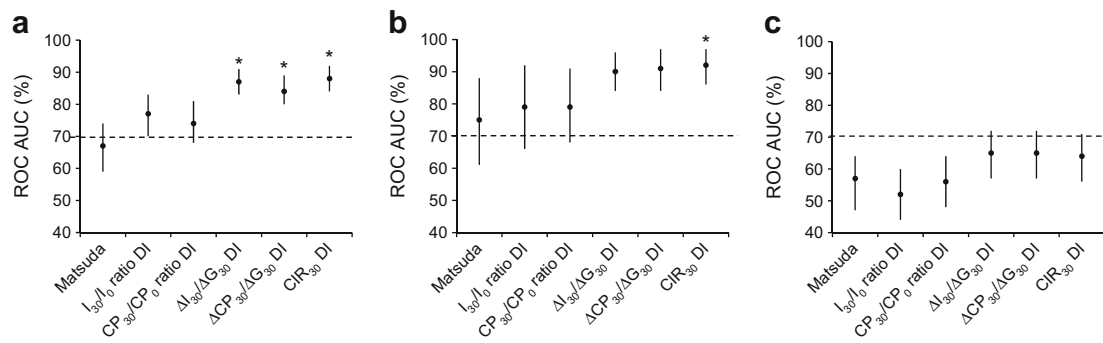 a
ROC AUC (%)
100
90
80
70
60
50
40
*
*
*
Matsuda
I₃₀/I₀ ratio DI
CP₃₀/CP₀ ratio DI
ΔI₃₀/ΔG₃₀ DI
ΔCP₃₀/ΔG₃₀ DI
CIR₃₀ DI
b
ROC AUC (%)
100
90
80
70
60
50
40
*
Matsuda
I₃₀/I₀ ratio DI
CP₃₀/CP₀ ratio DI
ΔI₃₀/ΔG₃₀ DI
ΔCP₃₀/ΔG₃₀ DI
CIR₃₀ DI
c
ROC AUC (%)
100
90
80
70
60
50
40
Matsuda
I₃₀/I₀ ratio DI
CP₃₀/CP₀ ratio DI
ΔI₃₀/ΔG₃₀ DI
ΔCP₃₀/ΔG₃₀ DI
CIR₃₀ DI